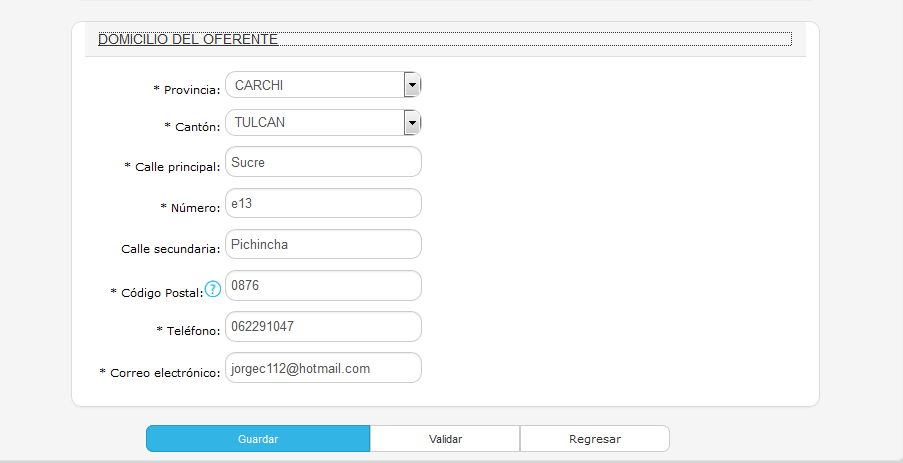 DOMICILIO DEL OFERENTE
* Provincia: CARCHI
* Cantón: TULCAN
* Calle principal: Sucre
* Número: e13
Calle secundaria: Pichincha
* Código Postal: ? 0876
* Teléfono: 062291047
* Correo electrónico: jorgec112@hotmail.com
Guardar Validar Regresar